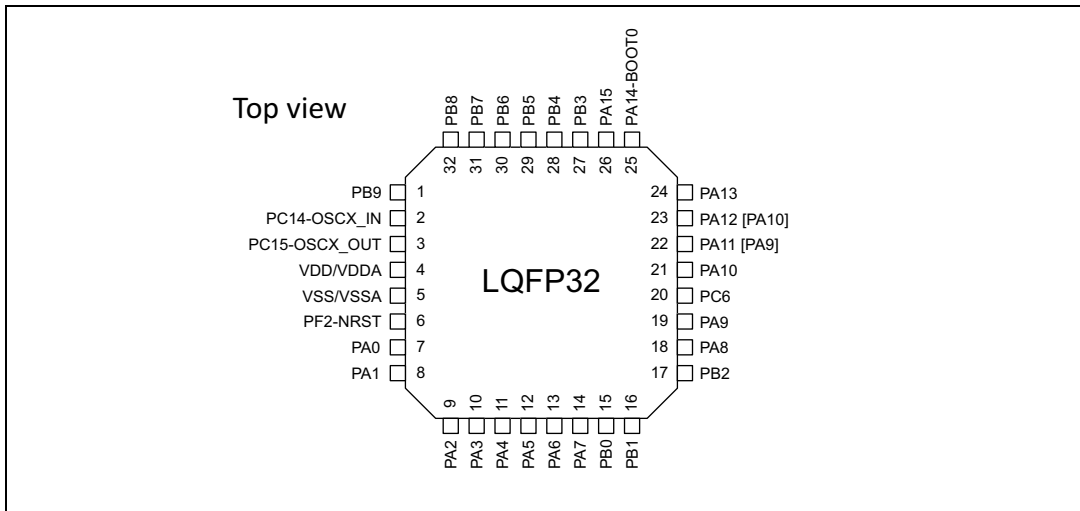 Top view
PB8
PB7
PB6
PB5
PB4
PB3
PA15
PA14-BOOT0
32
31
30
29
28
27
26
25
PB9 1
PC14-OSCX_IN 2
PC15-OSCX_OUT 3
VDD/VDDA 4
VSS/VSSA 5
PF2-NRST 6
PA0 7
PA1 8
LQFP32
24 PA13
23 PA12 [PA10]
22 PA11 [PA9]
21 PA10
20 PC6
19 PA9
18 PA8
17 PB2
9
10
11
12
13
14
15
16
PA2
PA3
PA4
PA5
PA6
PA7
PB0
PB1